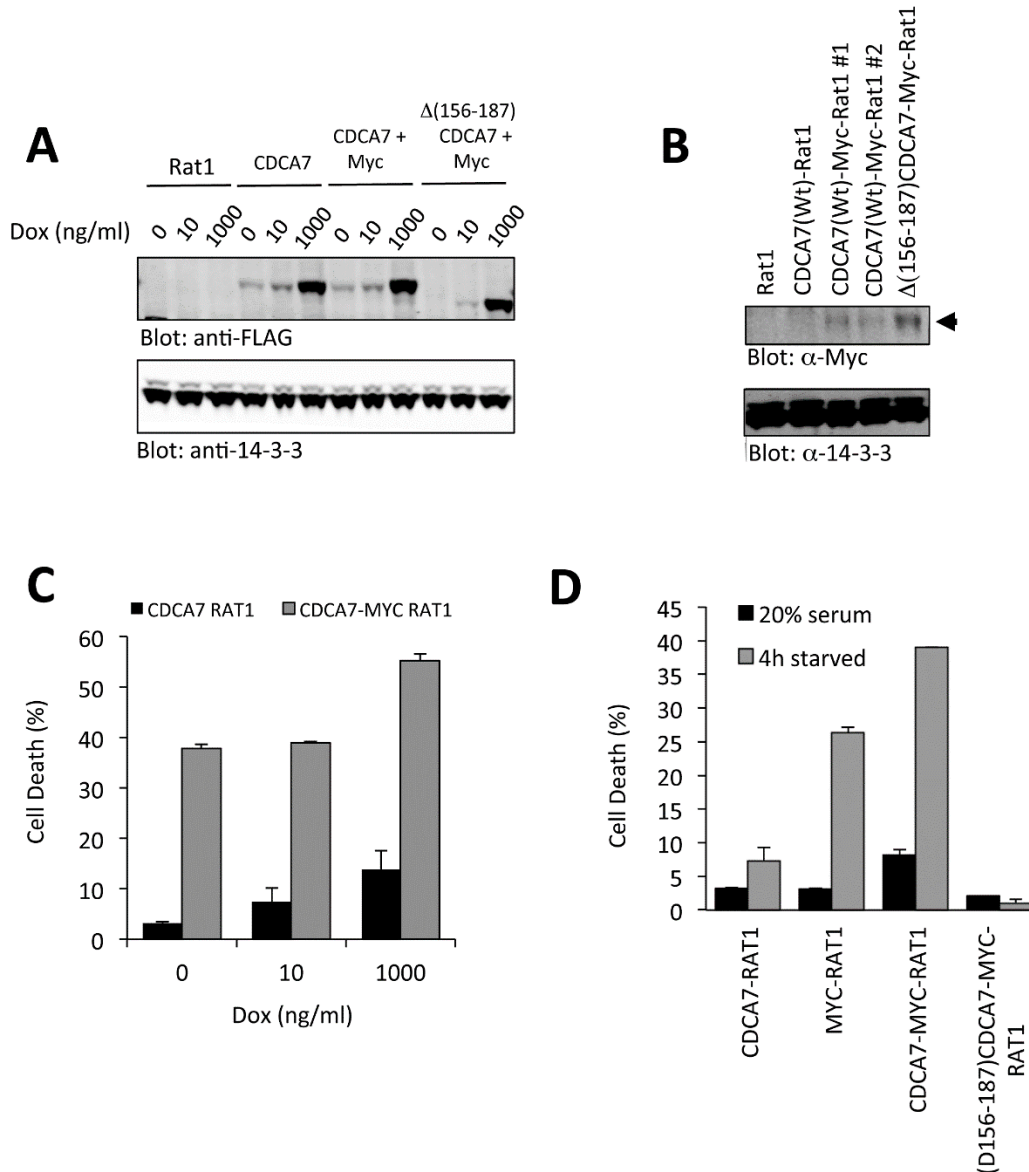 A
Rat1
CDCA7
CDCA7 +
Myc
Δ(156-187)
CDCA7 +
Myc
Dox (ng/ml)
0 10 1000 0 10 1000 0 10 1000 0 10 1000
Blot: anti-FLAG
Blot: anti-14-3-3
B
Rat1
CDCA7(Wt)-Rat1
CDCA7(Wt)-Myc-Rat1 #1
CDCA7(Wt)-Myc-Rat1 #2
Δ(156-187)CDCA7-Myc-Rat1
Blot: α-Myc
Blot: α-14-3-3
C
CDCA7 RAT1 CDCA7-MYC RAT1
Cell Death (%)
60
50
40
30
20
10
0
0 10 1000
Dox (ng/ml)
D
20% serum
4h starved
Cell Death (%)
45
40
35
30
25
20
15
10
5
0
CDCA7-RAT1
MYC-RAT1
CDCA7-MYC-RAT1
(D156-187)CDCA7-MYC-
RAT1